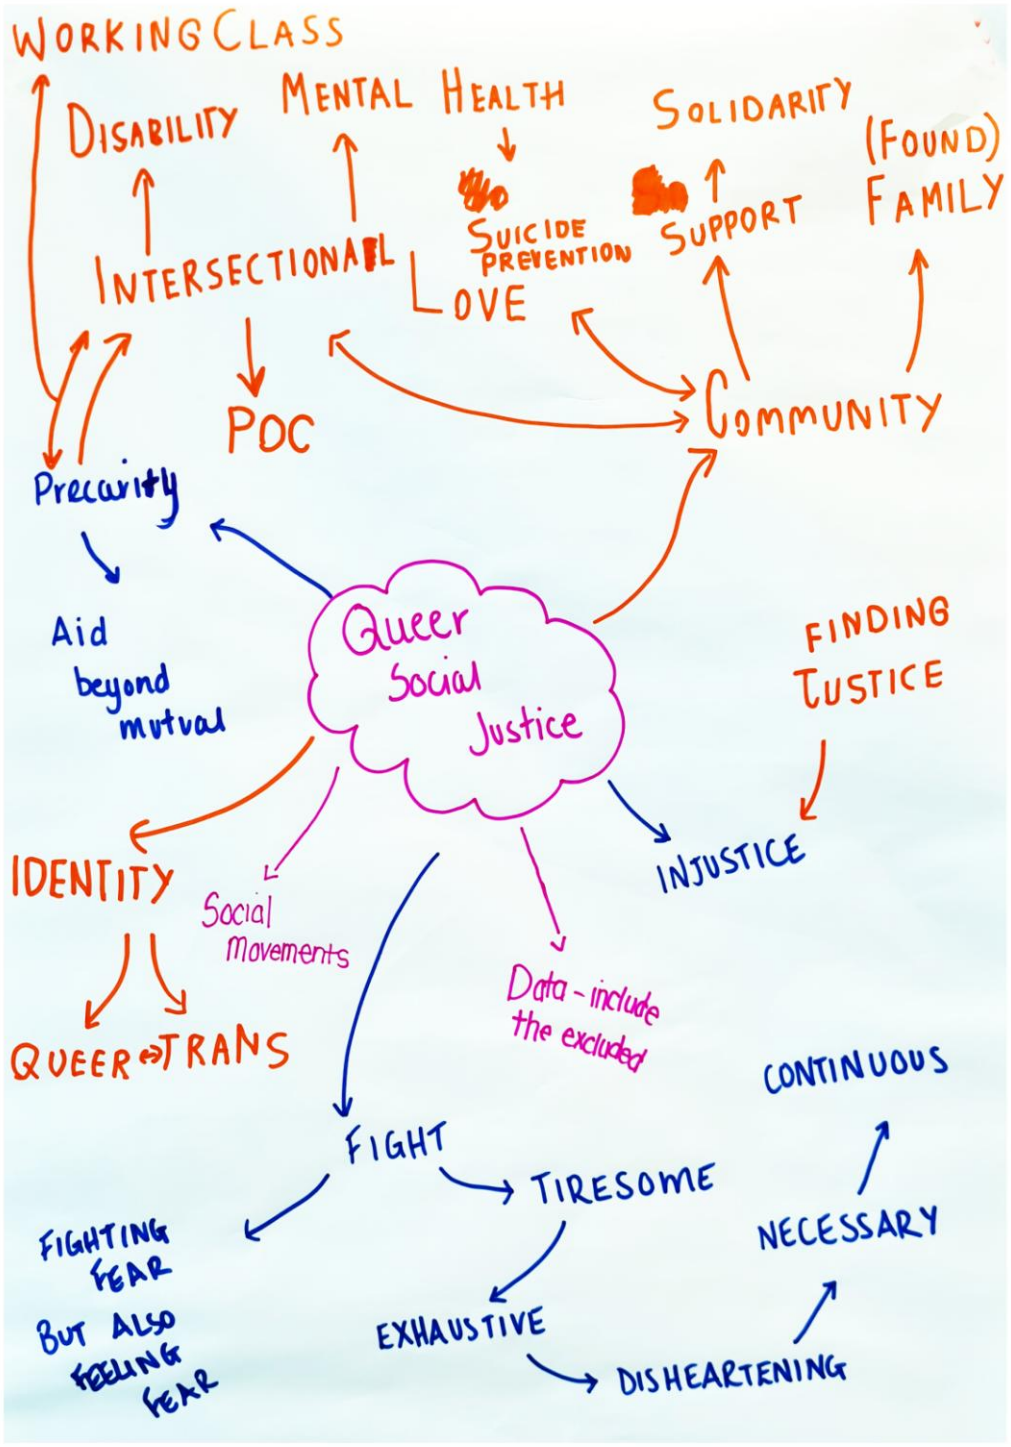 WORKING CLASS
DISABILITY
MENTAL HEALTH
SOLIDARITY
(FOUND)
FAMILY
SUICIDE
PREVENTION
SUPPORT
INTERSECTIONAL
LOVE
POC
COMMUNITY
Precarity
Aid
beyond
mutual
Queer
Social
Justice
FINDING
JUSTICE
INJUSTICE
IDENTITY
Social
Movements
Data - include
the excluded
QUEER ⇔ TRANS
FIGHT
TIRESOME
CONTINUOUS
NECESSARY
FIGHTING
FEAR
BUT ALSO
FEELING
FEAR
EXHAUSTIVE
DISHEARTENING